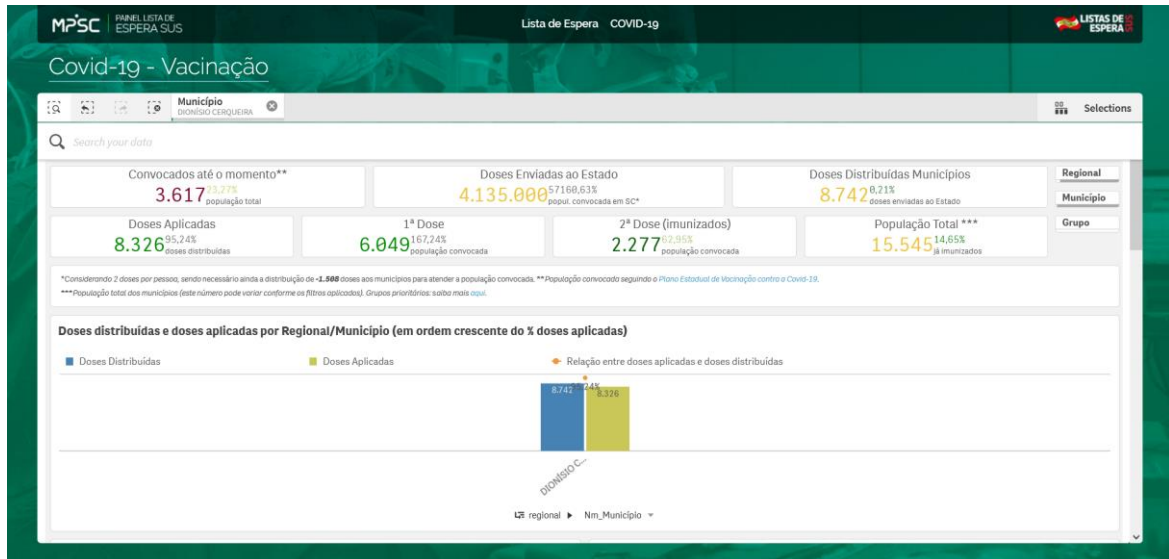 MPSC PAINEL LISTA DE ESPERA SUS
Lista de Espera COVID-19
LISTAS DE ESPERA SUS
Covid-19 - Vacinação
Município
DIONÍSIO CERQUEIRA
Selections
Search your data
Convocados até o momento**
3.617 23,27% população total
Doses Enviadas ao Estado
4.135.000 57160,63% popul. convocada em SC*
Doses Distribuídas Municípios
8.742 0,21% doses enviadas ao Estado
Regional
Município
Grupo
Doses Aplicadas
8.326 95,24% doses distribuídas
1ª Dose
6.049 167,24% população convocada
2ª Dose (imunizados)
2.277 62,95% população convocada
População Total ***
15.545 14,65% já imunizados
*Considerando 2 doses por pessoa, sendo necessário ainda a distribuição de -1.508 doses aos municípios para atender a população convocada. **População convocada seguindo o Plano Estadual de Vacinação contra a Covid-19.
***População total dos municípios (este número pode variar conforme os filtros aplicados). Grupos prioritários: saiba mais aqui.
Doses distribuídas e doses aplicadas por Regional/Município (em ordem crescente do % doses aplicadas)
Doses Distribuídas
Doses Aplicadas
Relação entre doses aplicadas e doses distribuídas
8.742
95,24%
8.326
DIONÍSIO C...
regional
Nm_Município